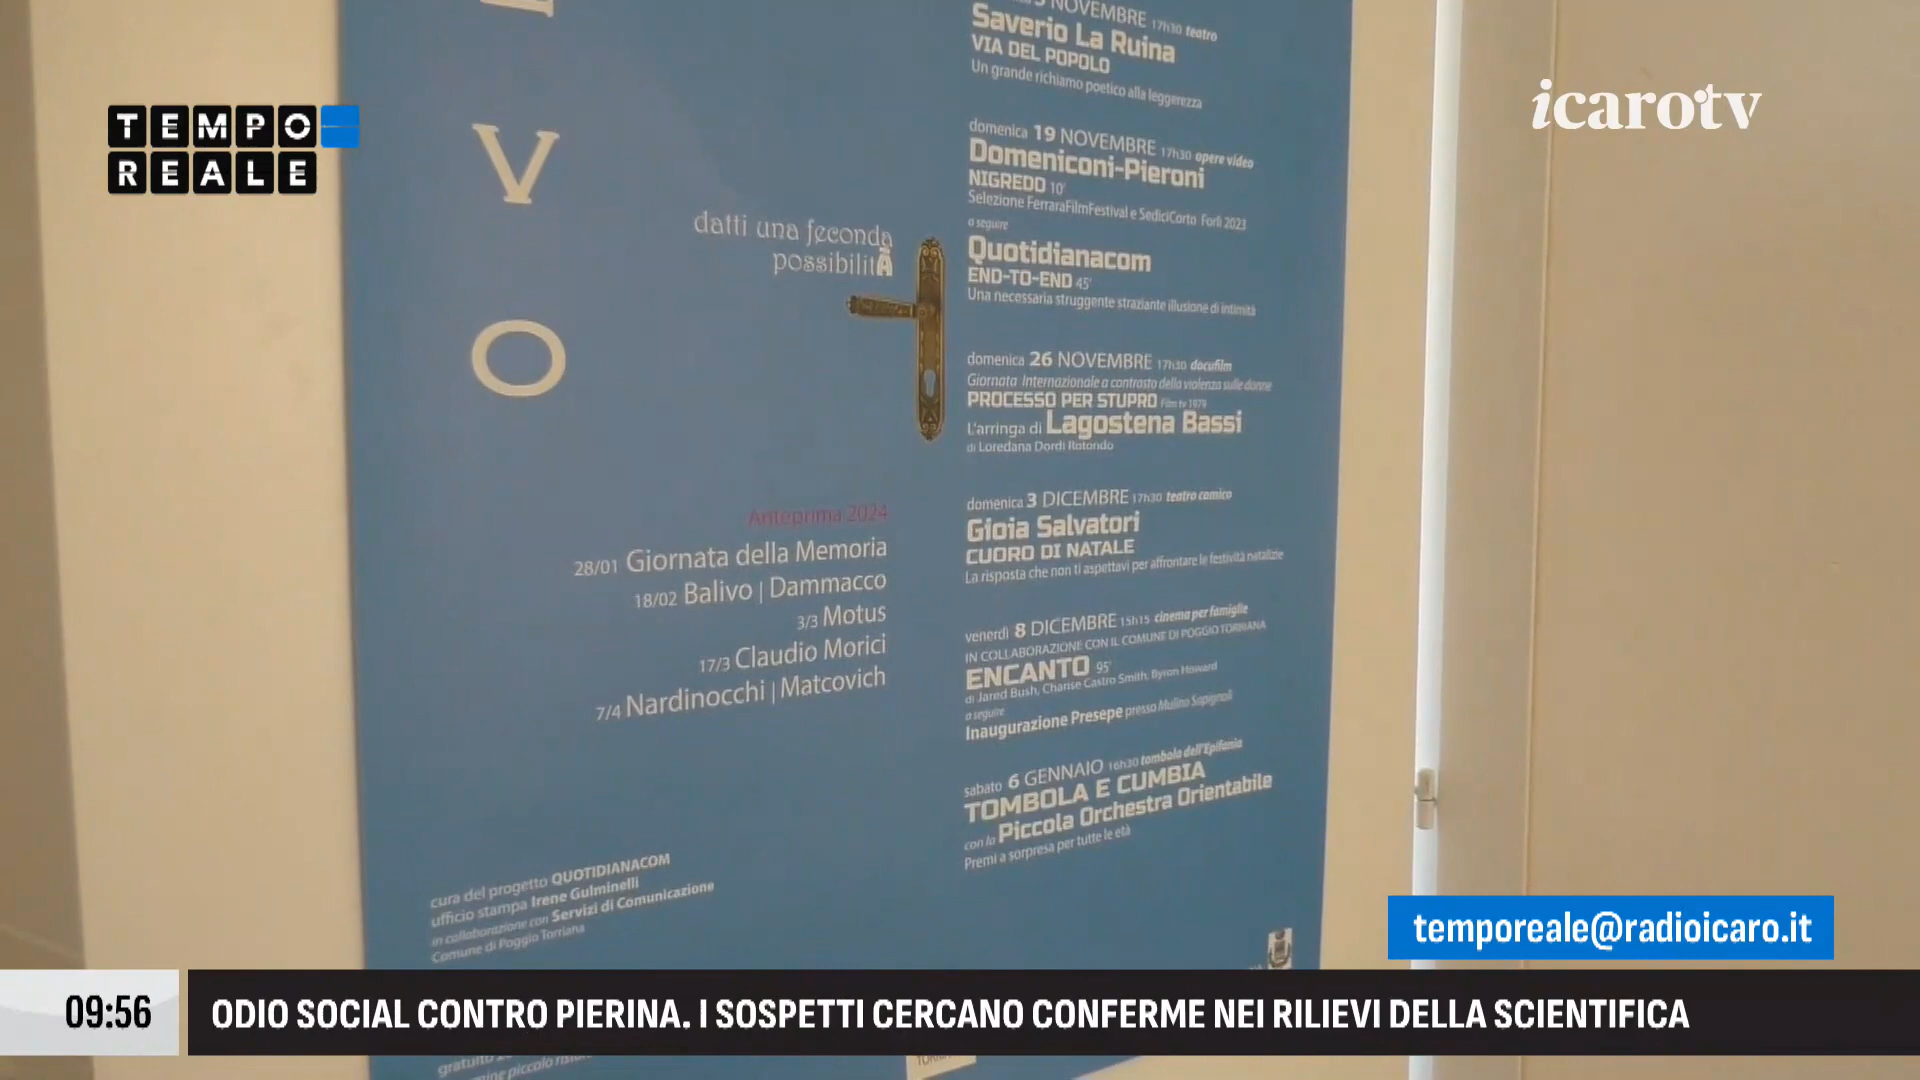 TEMPO
REALE
icarotv
V
O
datti una feconda
possibilitÀ
Anteprima 2024
28/01 Giornata della Memoria
18/02 Balivo | Dammacco
3/3 Motus
17/3 Claudio Morici
7/4 Nardinocchi | Matcovich
cura del progetto QUOTIDIANACOM
ufficio stampa Irene Gulminelli
in collaborazione con Servizi di Comunicazione
Comune di Poggio Torriana
NOVEMBRE 17h30 teatro
Saverio La Ruina
VIA DEL POPOLO
Un grande richiamo poetico alla leggerezza
domenica 19 NOVEMBRE 17h30 opere video
Domeniconi-Pieroni
NIGREDO 10'
Selezione FerraraFilmFestival e SediciCorto Forlì 2023
a seguire
Quotidianacom
END-TO-END 45'
Una necessaria struggente straziante illusione di intimità
domenica 26 NOVEMBRE 17h30 docufilm
Giornata Internazionale a contrasto della violenza sulle donne
PROCESSO PER STUPRO Film tv 1979
L'arringa di Lagostena Bassi
di Loredana Dordi Rotondo
domenica 3 DICEMBRE 17h30 teatro comico
Gioia Salvatori
CUORO DI NATALE
La risposta che non ti aspettavi per affrontare le festività natalizie
venerdì 8 DICEMBRE 15h15 cinema per famiglie
IN COLLABORAZIONE CON IL COMUNE DI POGGIO TORRIANA
ENCANTO 95'
di Jared Bush, Charise Castro Smith, Byron Howard
a seguire
Inaugurazione Presepe presso Mulino Sapignoli
sabato 6 GENNAIO 16h30 tombola dell'Epifania
TOMBOLA E CUMBIA
con la Piccola Orchestra Orientabile
Premi a sorpresa per tutte le età
temporeale@radioicaro.it
09:56
ODIO SOCIAL CONTRO PIERINA. I SOSPETTI CERCANO CONFERME NEI RILIEVI DELLA SCIENTIFICA
gratuito
piccolo